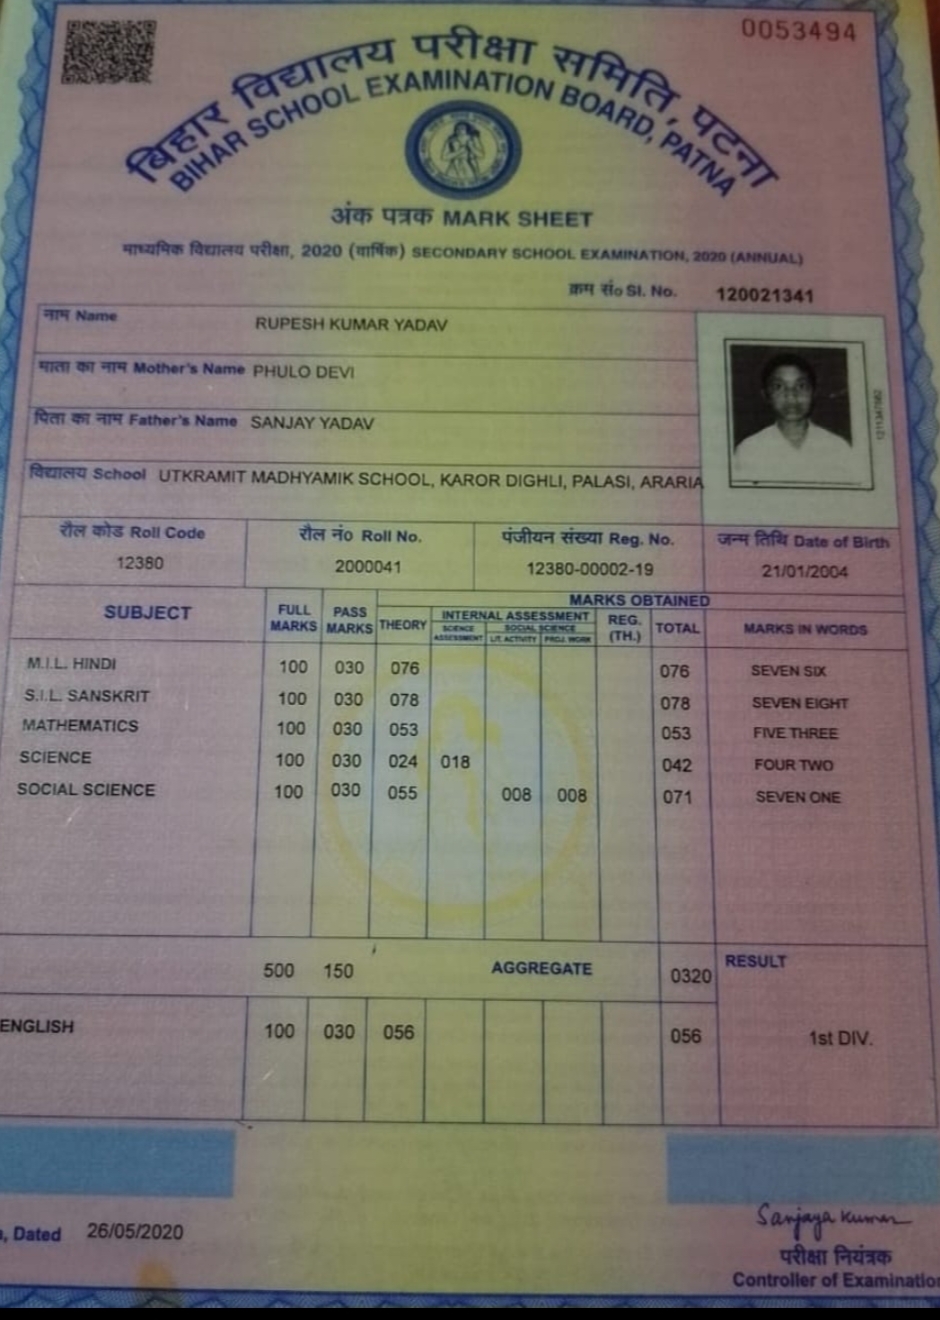 0053494
बिहार विद्यालय परीक्षा समिति, पटना
BIHAR SCHOOL EXAMINATION BOARD, PATNA
अंक पत्रक MARK SHEET
माध्यमिक विद्यालय परीक्षा, 2020 (वार्षिक) SECONDARY SCHOOL EXAMINATION, 2020 (ANNUAL)
क्रम सं० Sl. No. 120021341
नाम Name RUPESH KUMAR YADAV
माता का नाम Mother's Name PHULO DEVI
पिता का नाम Father's Name SANJAY YADAV
विद्यालय School UTKRAMIT MADHYAMIK SCHOOL, KAROR DIGHLI, PALASI, ARARIA
रौल कोड Roll Code रौल नं० Roll No. पंजीयन संख्या Reg. No. जन्म तिथि Date of Birth
12380 2000041 12380-00002-19 21/01/2004
SUBJECT FULL MARKS PASS MARKS THEORY MARKS OBTAINED
INTERNAL ASSESSMENT REG. (TH.) TOTAL MARKS IN WORDS
SCIENCE ASSESSMENT SOCIAL SCIENCE
LIT. ACTIVITY PROJ. WORK
M.I.L. HINDI 100 030 076 076 SEVEN SIX
S.I.L. SANSKRIT 100 030 078 078 SEVEN EIGHT
MATHEMATICS 100 030 053 053 FIVE THREE
SCIENCE 100 030 024 018 042 FOUR TWO
SOCIAL SCIENCE 100 030 055 008 008 071 SEVEN ONE
500 150 AGGREGATE 0320 RESULT
ENGLISH 100 030 056 056 1st DIV.
, Dated 26/05/2020
Sanjaya Kumar
परीक्षा नियंत्रक
Controller of Examination